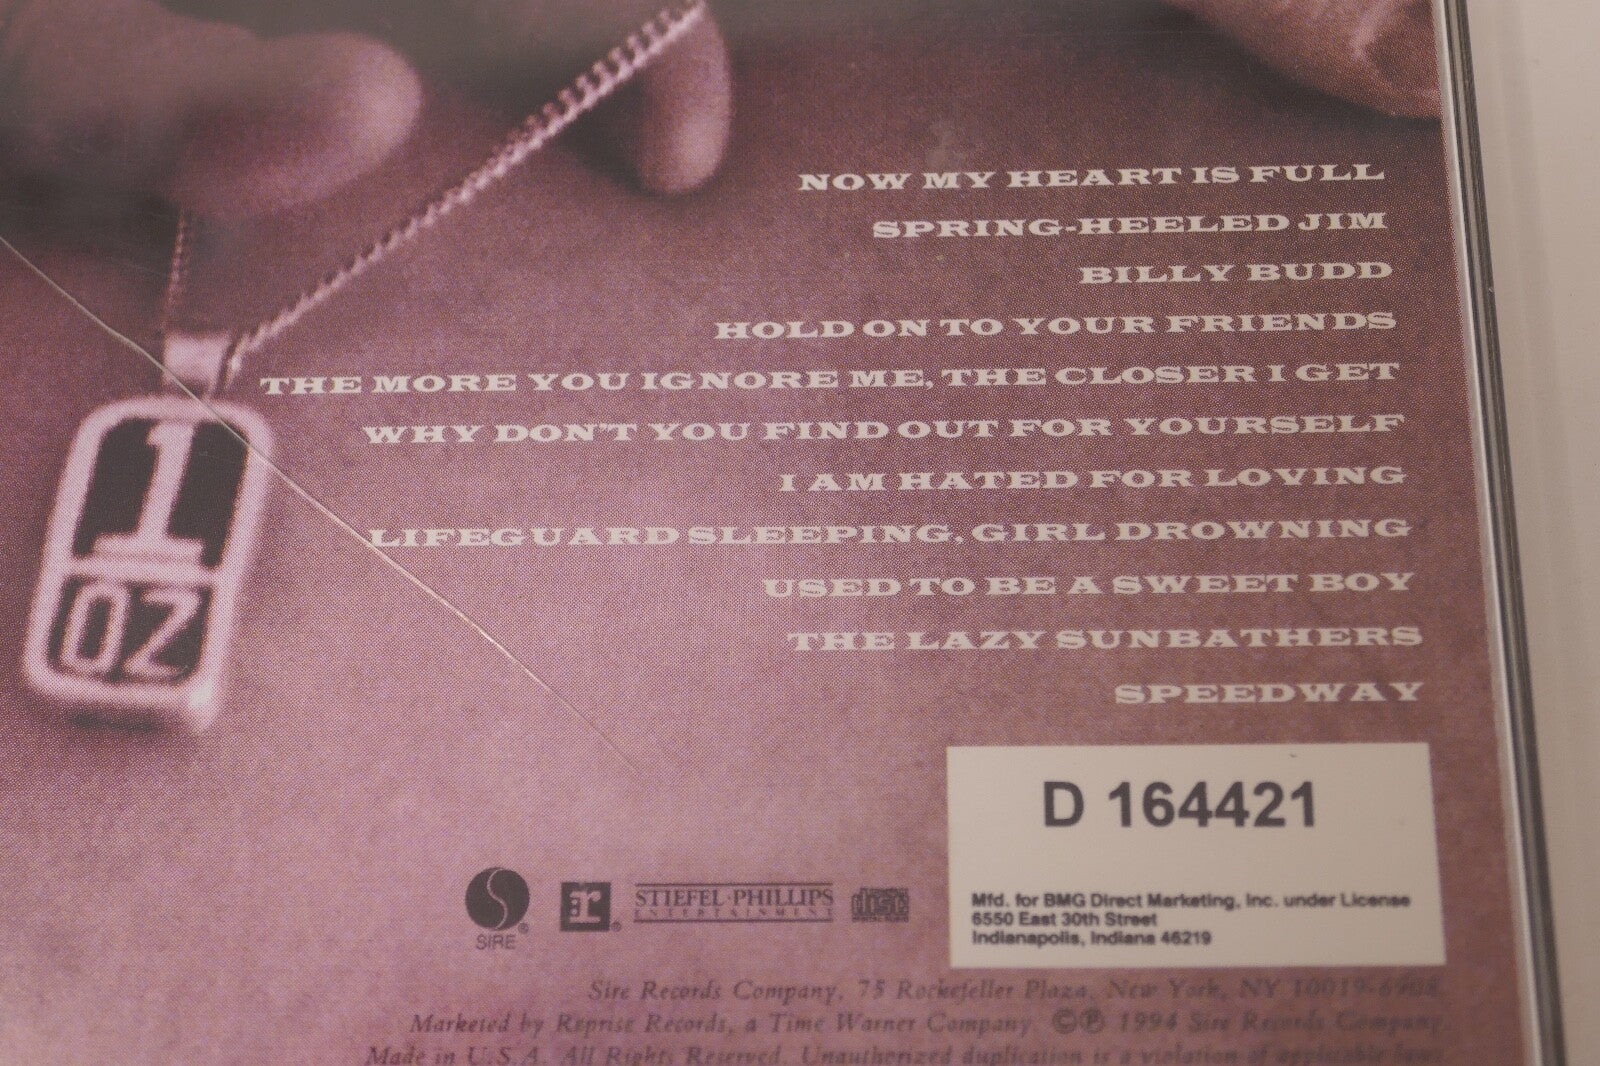 NOW MY HEART IS FULL
SPRING-HEELED JIM
BILLY BUDD
HOLD ON TO YOUR FRIENDS
THE MORE YOU IGNORE ME, THE CLOSER I GET
WHY DON'T YOU FIND OUT FOR YOURSELF
I AM HATED FOR LOVING
LIFEGUARD SLEEPING, GIRL DROWNING
USED TO BE A SWEET BOY
THE LAZY SUNBATHERS
SPEEDWAY
1
OZ
D 164421
Mfd. for BMG Direct Marketing, Inc. under License
6550 East 30th Street
Indianapolis, Indiana 46219
SIRE®
r®
STIEFEL·PHILLIPS
ENTERTAINMENT
disc
Sire Records Company, 75 Rockefeller Plaza, New York, NY 10019-6908
Marketed by Reprise Records, a Time Warner Company. ©℗ 1994 Sire Records Company.
Made in U.S.A. All Rights Reserved. Unauthorized duplication is a violation of applicable laws